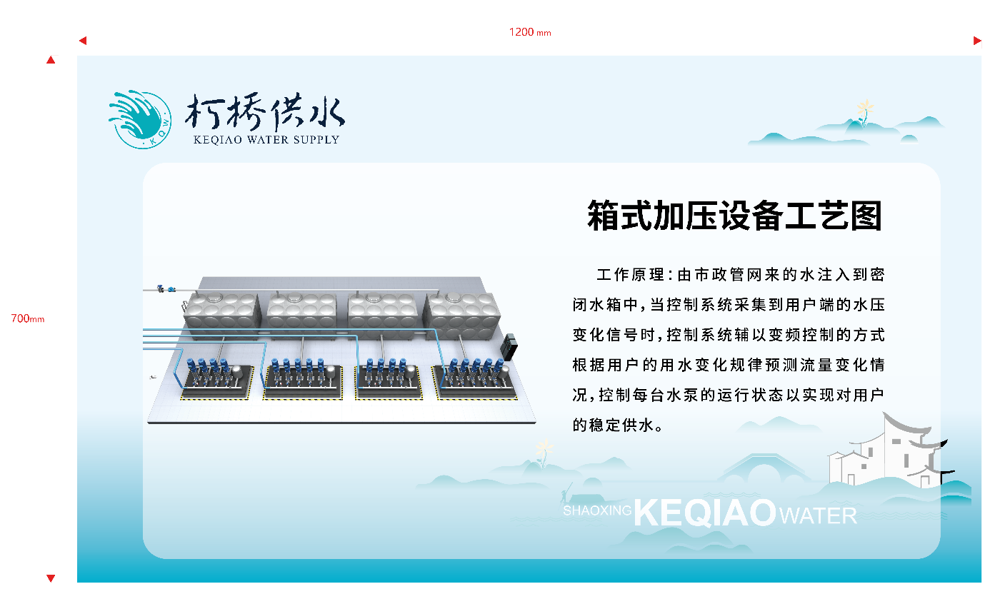 1200 mm
700mm
柯桥供水
KEQIAO WATER SUPPLY
KQW
箱式加压设备工艺图
工作原理：由市政管网来的水注入到密
闭水箱中，当控制系统采集到用户端的水压
变化信号时，控制系统辅以变频控制的方式
根据用户的用水变化规律预测流量变化情
况，控制每台水泵的运行状态以实现对用户
的稳定供水。
SHAOXING KEQIAO WATER